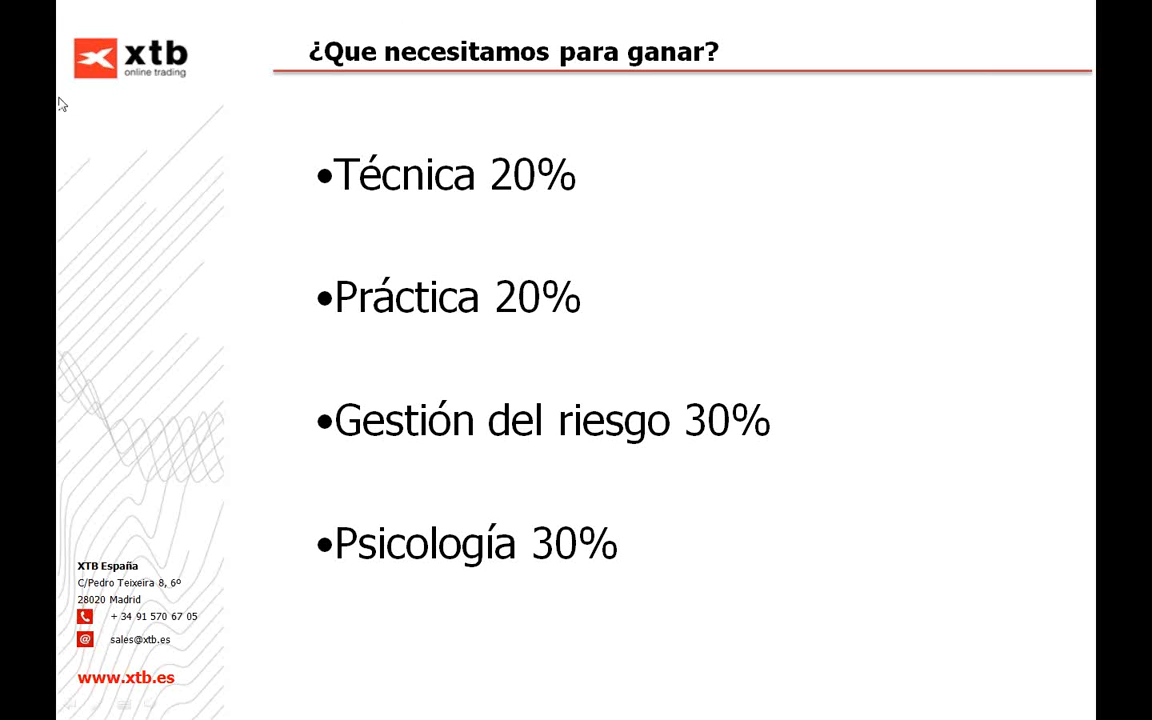 xtb
online trading
¿Que necesitamos para ganar?
•Técnica 20%
•Práctica 20%
•Gestión del riesgo 30%
•Psicología 30%
XTB España
C/Pedro Teixeira 8, 6º
28020 Madrid
+ 34 91 570 67 05
@ sales@xtb.es
www.xtb.es